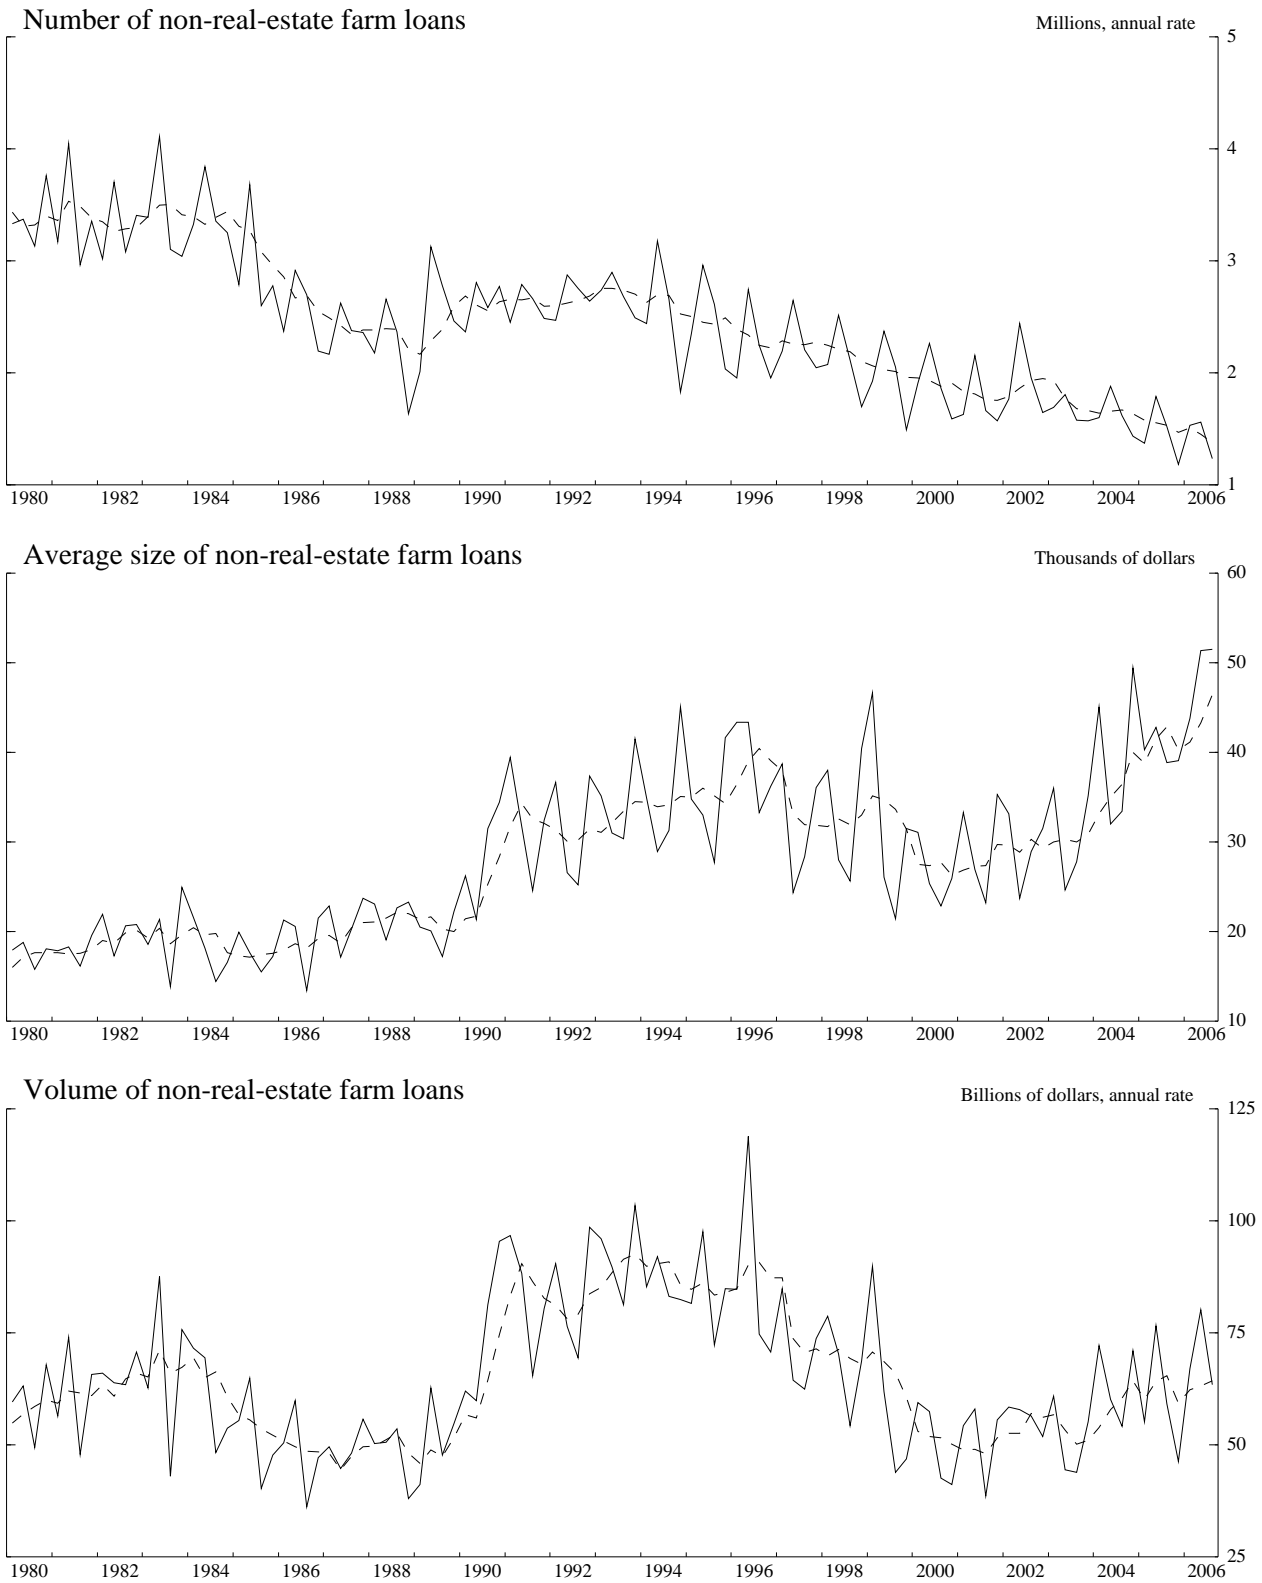 Number of non-real-estate farm loans
Millions, annual rate
5
4
3
2
1
1980 1982 1984 1986 1988 1990 1992 1994 1996 1998 2000 2002 2004 2006
Average size of non-real-estate farm loans
Thousands of dollars
60
50
40
30
20
10
1980 1982 1984 1986 1988 1990 1992 1994 1996 1998 2000 2002 2004 2006
Volume of non-real-estate farm loans
Billions of dollars, annual rate
125
100
75
50
25
1980 1982 1984 1986 1988 1990 1992 1994 1996 1998 2000 2002 2004 2006